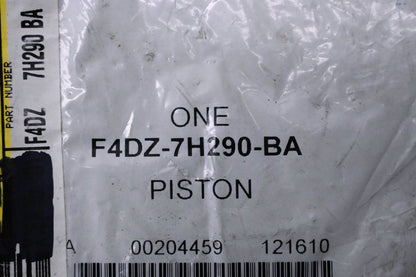 PART NUMBER
F4DZ 7H290 BA
ONE
F4DZ-7H290-BA
PISTON
A 00204459 121610